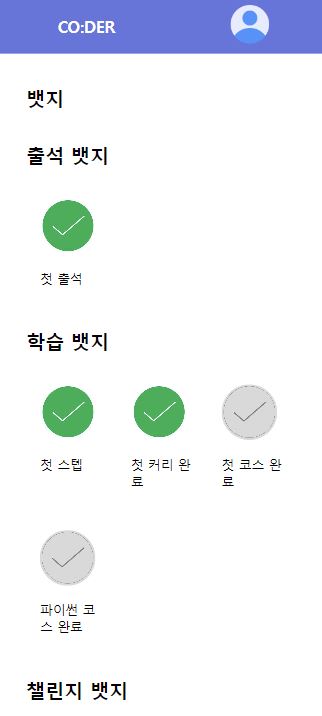 CO:DER
뱃지
출석 뱃지
첫 출석
학습 뱃지
첫 스텝
첫 커리 완
료
첫 코스 완
료
파이썬 코
스 완료
챌린지 뱃지